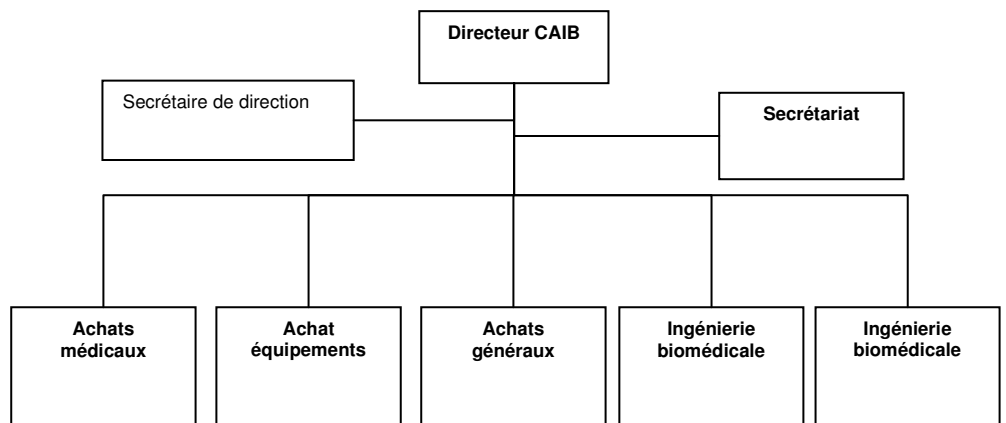 Directeur CAIB
Secrétaire de direction
Secrétariat
Achats
médicaux
Achat
équipements
Achats
généraux
Ingénierie
biomédicale
Ingénierie
biomédicale